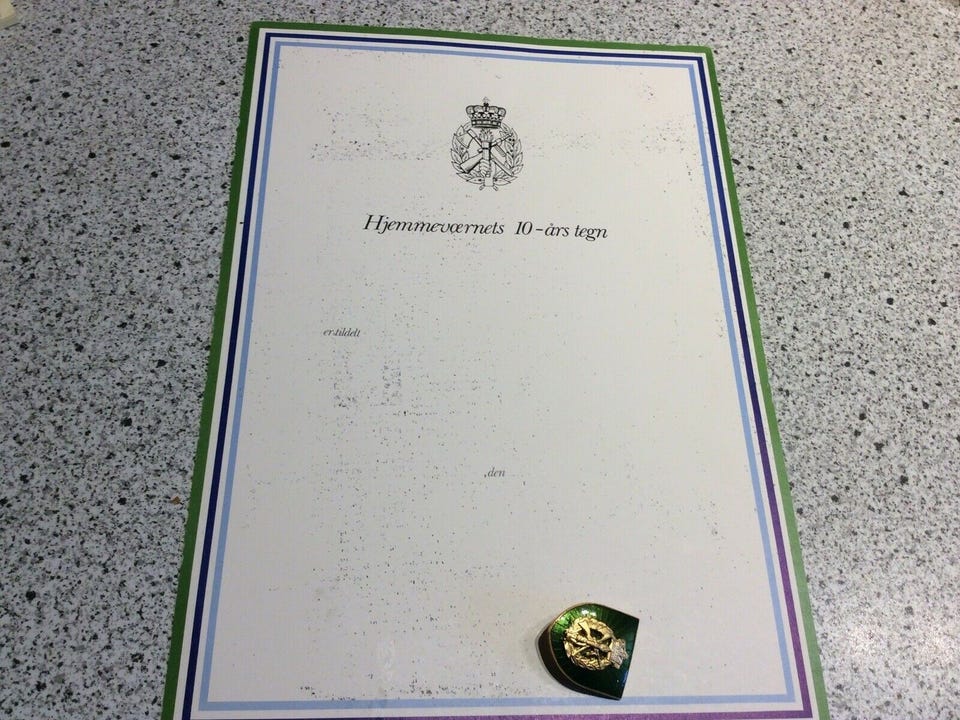 Hjemmeværnets 10-års tegn
er tildelt
,den